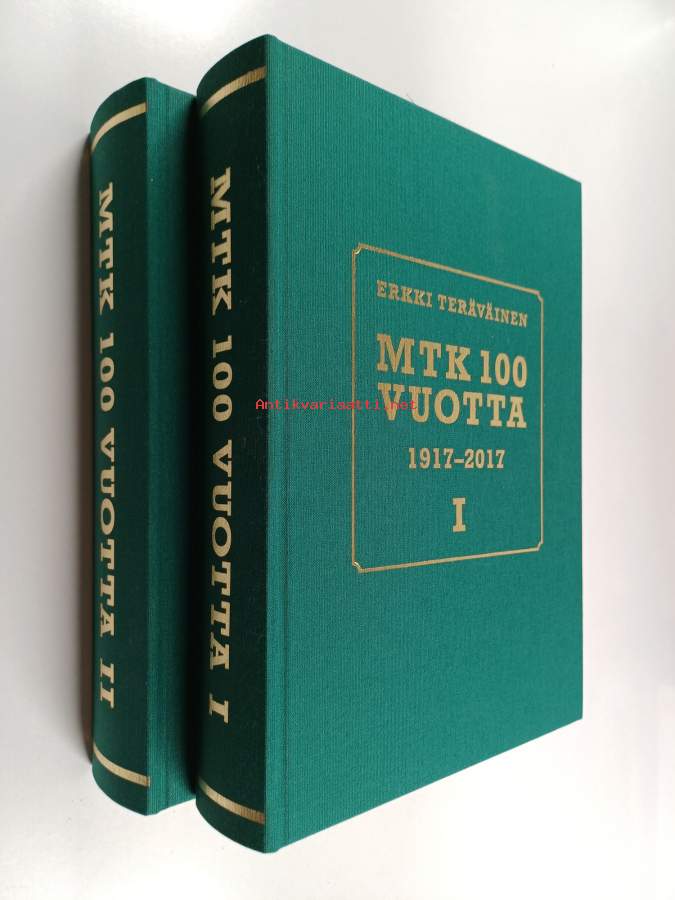 MTK 100 VUOTTA II
MTK 100 VUOTTA I
ERKKI TERÄVÄINEN
MTK 100
VUOTTA
1917–2017
I
Antikvariaatti.net